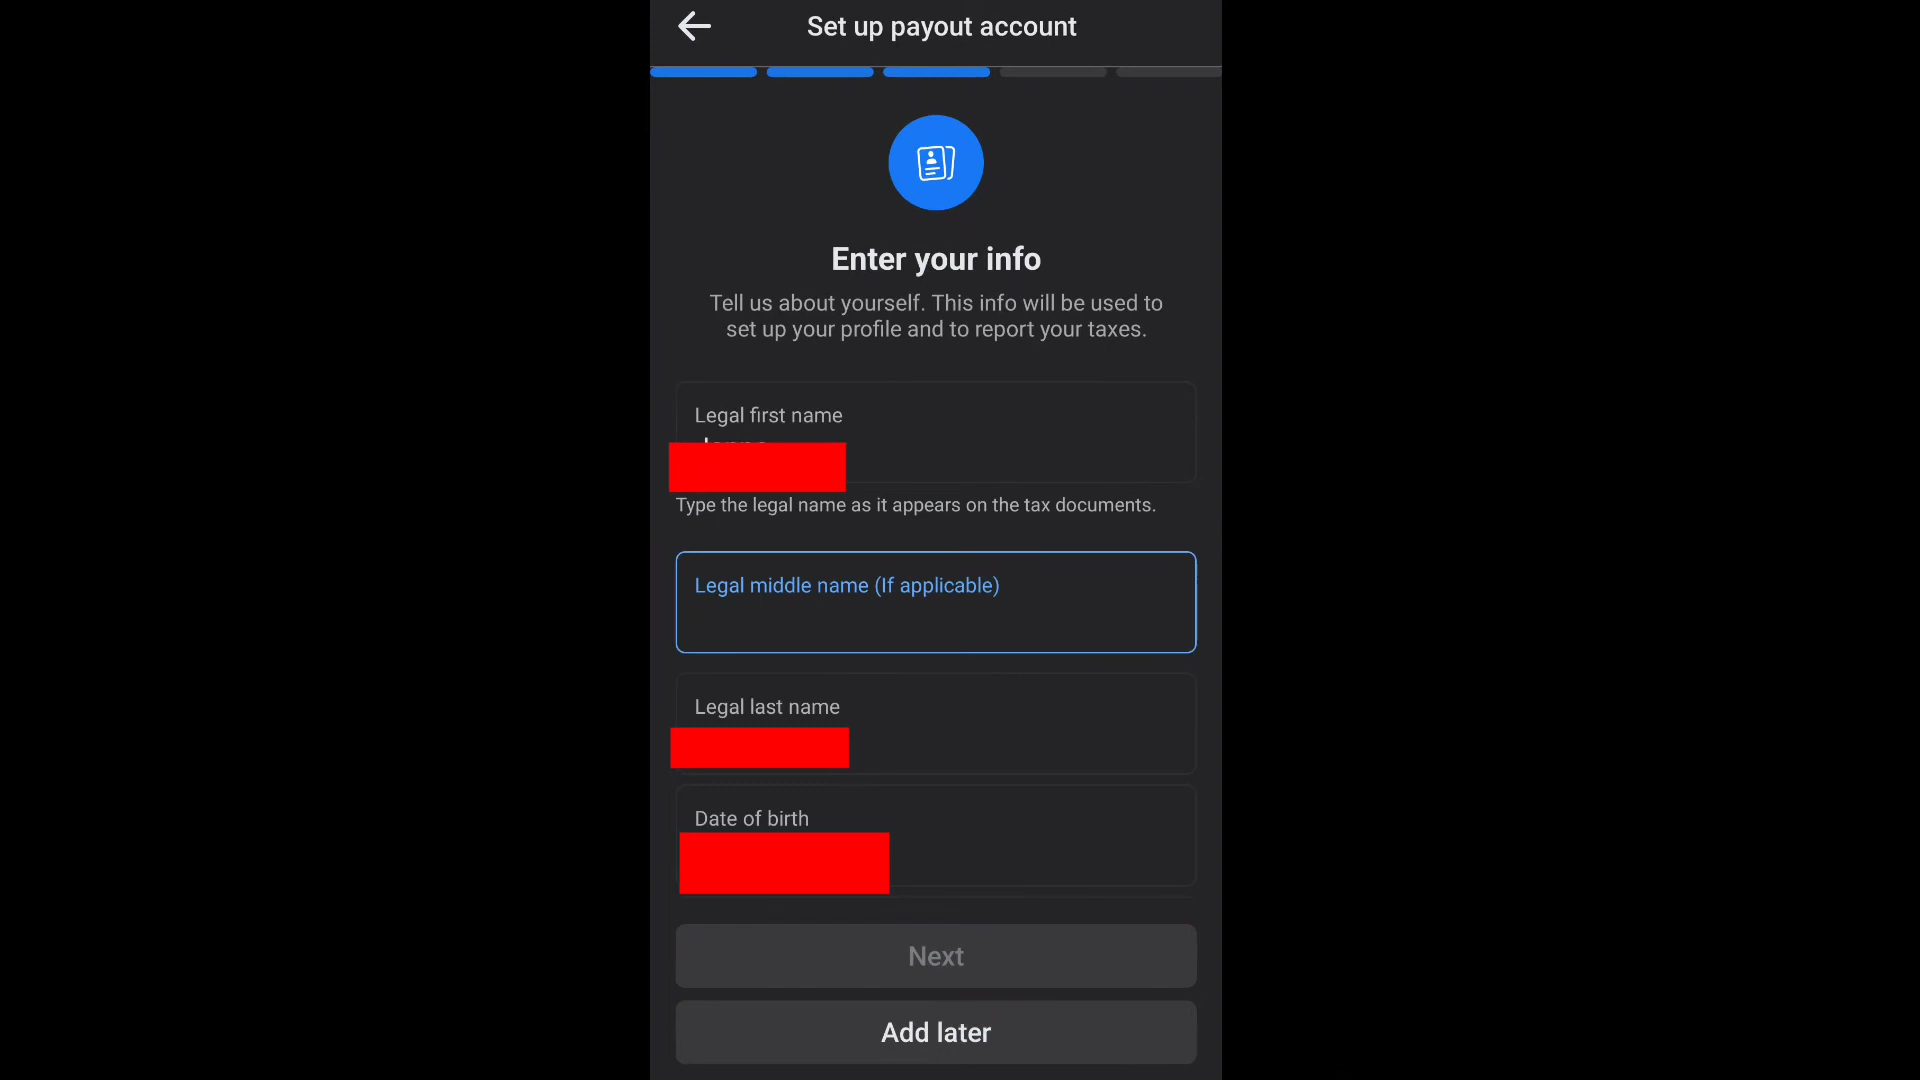 Set up payout account
Enter your info
Tell us about yourself. This info will be used to
set up your profile and to report your taxes.
Legal first name
Type the legal name as it appears on the tax documents.
Legal middle name (If applicable)
Legal last name
Date of birth
Next
Add later